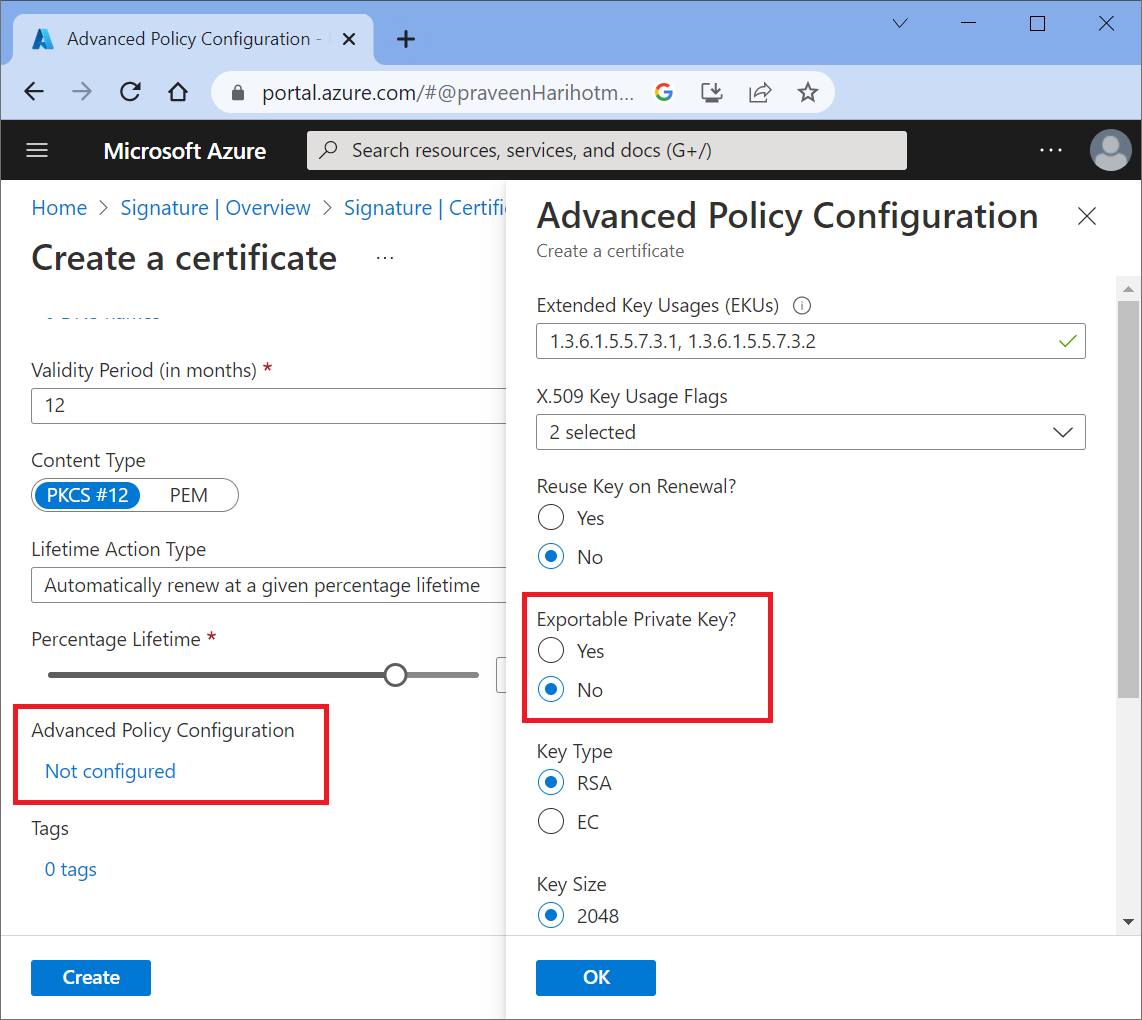 Advanced Policy Configuration -
portal.azure.com/#@praveenHarihotm...
Microsoft Azure
Search resources, services, and docs (G+/)
Home > Signature | Overview > Signature | Certifi
Create a certificate
...
Validity Period (in months) *
12
Content Type
PKCS #12
PEM
Lifetime Action Type
Automatically renew at a given percentage lifetime
Percentage Lifetime *
Advanced Policy Configuration
Not configured
Tags
0 tags
Create
Advanced Policy Configuration
Create a certificate
Extended Key Usages (EKUs)
1.3.6.1.5.5.7.3.1, 1.3.6.1.5.5.7.3.2
X.509 Key Usage Flags
2 selected
Reuse Key on Renewal?
Yes
No
Exportable Private Key?
Yes
No
Key Type
RSA
EC
Key Size
2048
OK